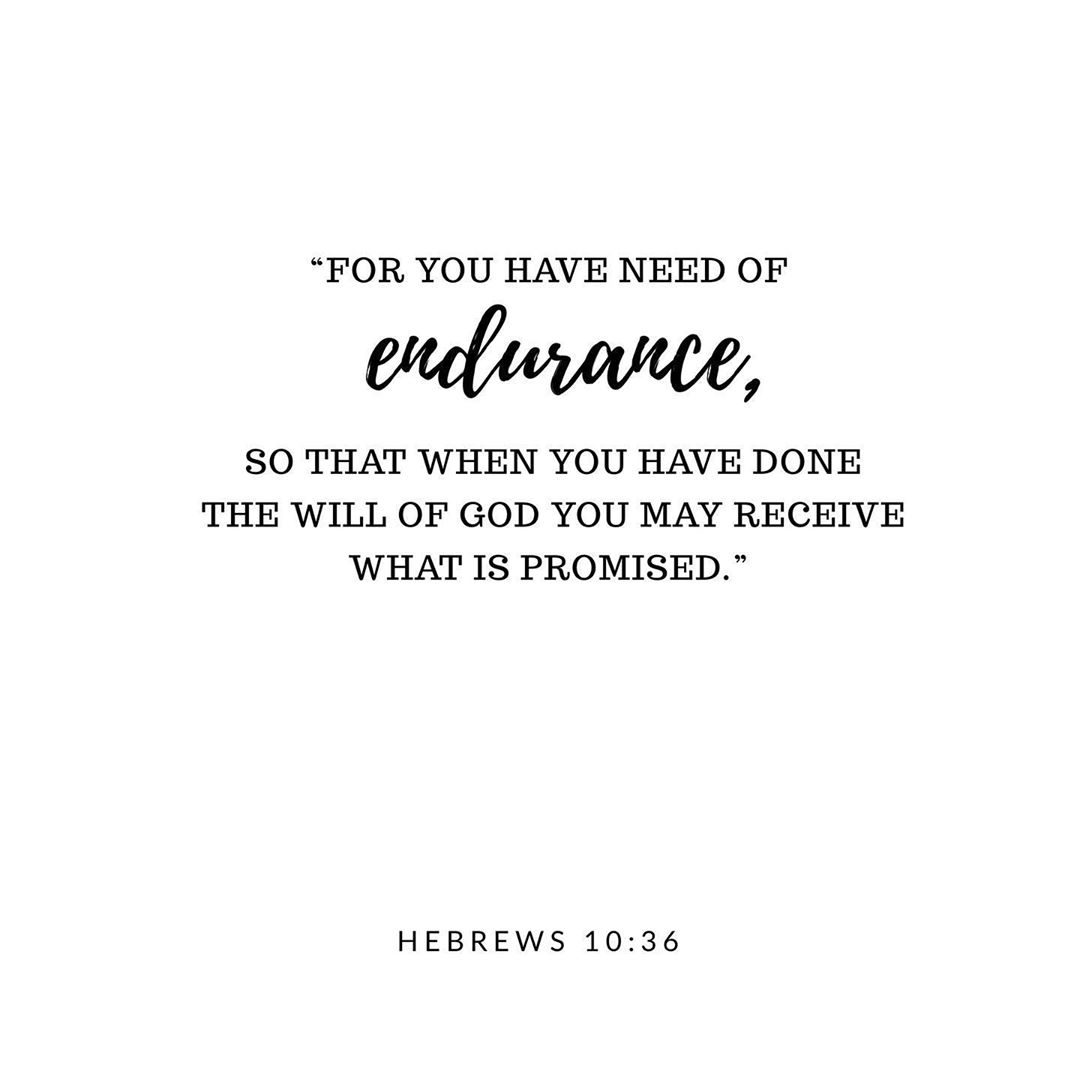 “FOR YOU HAVE NEED OF
endurance,
SO THAT WHEN YOU HAVE DONE
THE WILL OF GOD YOU MAY RECEIVE
WHAT IS PROMISED.”
HEBREWS 10:36